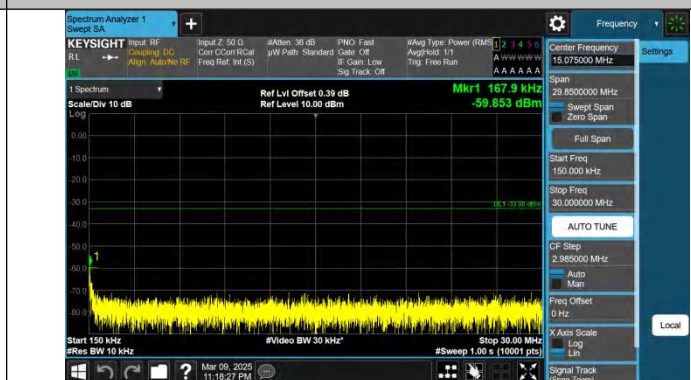 Spectrum Analyzer 1
Swept SA
Frequency
KEYSIGHT
RL
Input: RF
Coupling: DC
Align: Auto/No RF
Input Z: 50 Ω
Corr CCorr RCal
Freq Ref: Int (S)
#Atten: 36 dB
µW Path: Standard
PNO: Fast
Gate: Off
IF Gain: Low
Sig Track: Off
#Avg Type: Power (RMS)
Avg|Hold: 1/1
Trig: Free Run
1 2 3 4 5 6
A W W W W W
A A A A A A
1 Spectrum
Scale/Div 10 dB
Log
Ref Lvl Offset 0.39 dB
Ref Level 10.00 dBm
Mkr1 167.9 kHz
-59.853 dBm
0.00
-10.0
-20.0
-30.0
-40.0
-50.0
-60.0
-70.0
-80.0
1
Start 150 kHz
#Res BW 10 kHz
#Video BW 30 kHz*
Stop 30.00 MHz
#Sweep 1.00 s (10001 pts)
Mar 09, 2025
11:18:27 PM
Center Frequency
15.075000 MHz
Settings
Span
29.8500000 MHz
Swept Span
Zero Span
Full Span
Start Freq
150.000 kHz
Stop Freq
30.000000 MHz
AUTO TUNE
CF Step
2.985000 MHz
Auto
Man
Freq Offset
0 Hz
X Axis Scale
Log
Lin
Local
Signal Track
(Span Zoom)